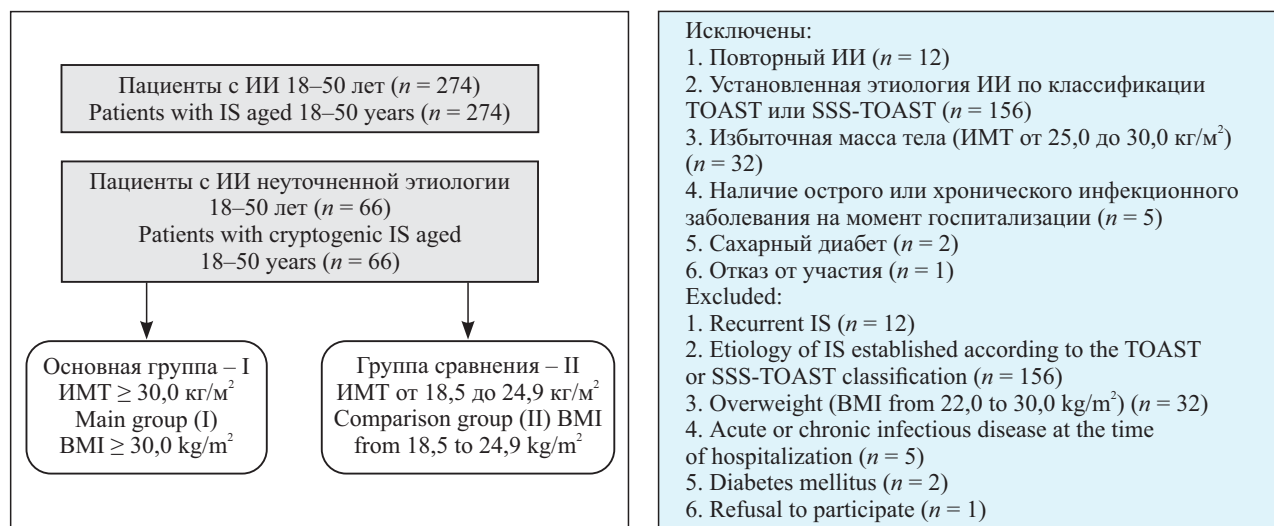 Пациенты с ИИ 18–50 лет (n = 274)
Patients with IS aged 18–50 years (n = 274)
Пациенты с ИИ неуточненной этиологии
18–50 лет (n = 66)
Patients with cryptogenic IS aged
18–50 years (n = 66)
Основная группа – I
ИМТ ≥ 30,0 кг/м²
Main group (I)
BMI ≥ 30,0 kg/m²
Группа сравнения – II
ИМТ от 18,5 до 24,9 кг/м²
Comparison group (II) BMI
from 18,5 to 24,9 kg/m²
Исключены:
1. Повторный ИИ (n = 12)
2. Установленная этиология ИИ по классификации
TOAST или SSS-TOAST (n = 156)
3. Избыточная масса тела (ИМТ от 25,0 до 30,0 кг/м²)
(n = 32)
4. Наличие острого или хронического инфекционного
заболевания на момент госпитализации (n = 5)
5. Сахарный диабет (n = 2)
6. Отказ от участия (n = 1)
Excluded:
1. Recurrent IS (n = 12)
2. Etiology of IS established according to the TOAST
or SSS-TOAST classification (n = 156)
3. Overweight (BMI from 22,0 to 30,0 kg/m²) (n = 32)
4. Acute or chronic infectious disease at the time
of hospitalization (n = 5)
5. Diabetes mellitus (n = 2)
6. Refusal to participate (n = 1)